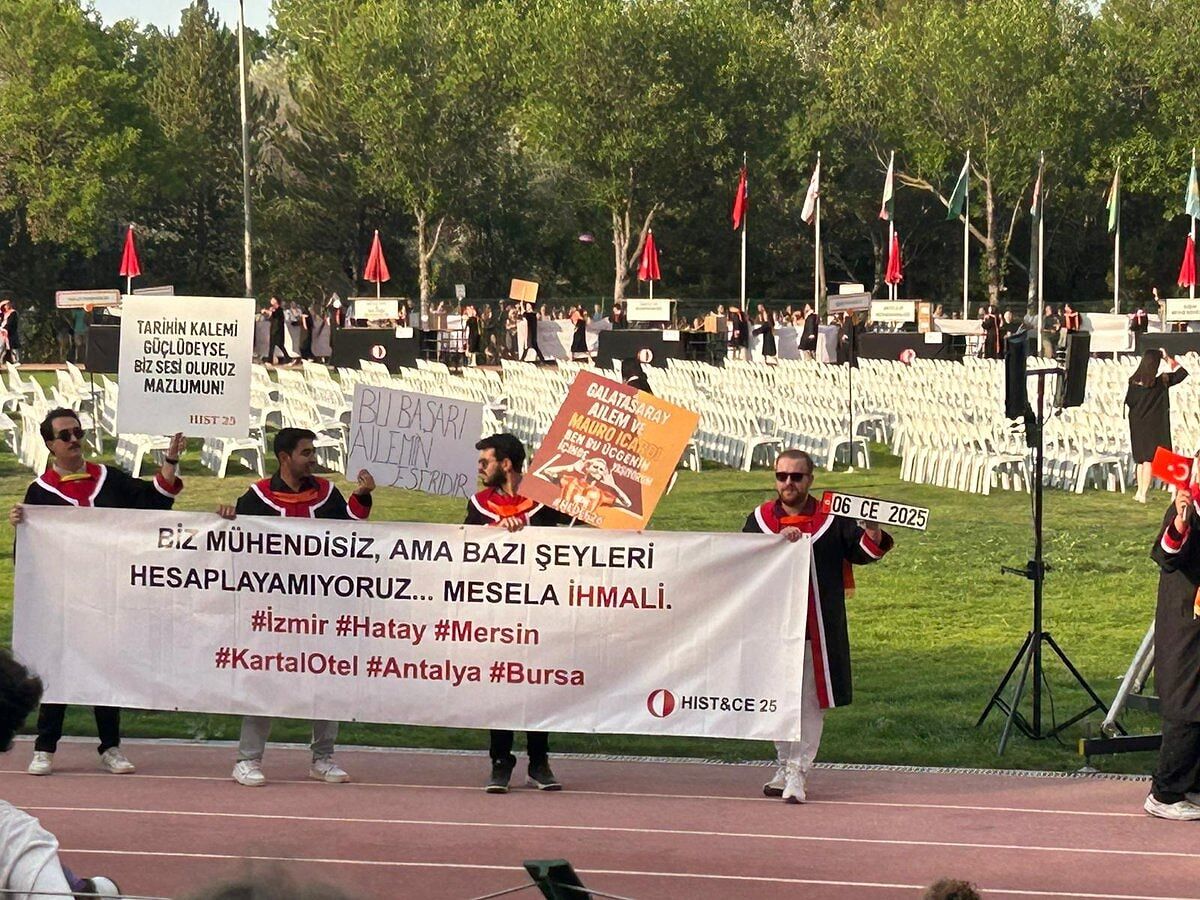 TARİHİN KALEMİ
GÜÇLÜDEYSE,
BİZ SESİ OLURUZ
MAZLUMUN!
HIST'25
BU BAŞARI
AİLEMİN
ESERİDİR
GALATASARAY
AİLEM VE
MAURO ICARDI
BEN BU ÜÇGENİN
İÇİNDE YAŞIYORUM
06 CE 2025
BİZ MÜHENDİSİZ, AMA BAZI ŞEYLERİ
HESAPLAYAMIYORUZ... MESELA İHMALİ.
#İzmir #Hatay #Mersin
#KartalOtel #Antalya #Bursa
HIST&CE 25